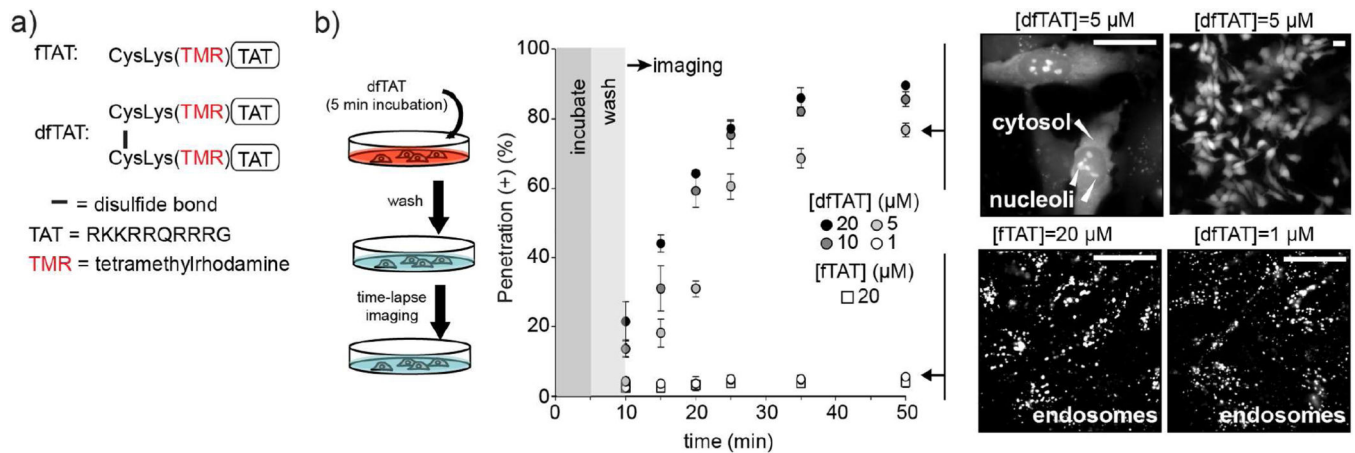 a)
fTAT: CysLys(TMR) TAT
CysLys(TMR) TAT
dfTAT:
CysLys(TMR) TAT
= disulfide bond
TAT = RKKRRQRRRG
TMR = tetramethylrhodamine
b)
dfTAT
(5 min incubation)
wash
time-lapse
imaging
Penetration (+) (%)
100
80
60
40
20
0
incubate
wash
imaging
0 10 20 30 40 50
time (min)
[dfTAT] (µM)
20 5
10 1
[fTAT] (µM)
20
[dfTAT]=5 µM
cytosol
nucleoli
[dfTAT]=5 µM
[fTAT]=20 µM
endosomes
[dfTAT]=1 µM
endosomes